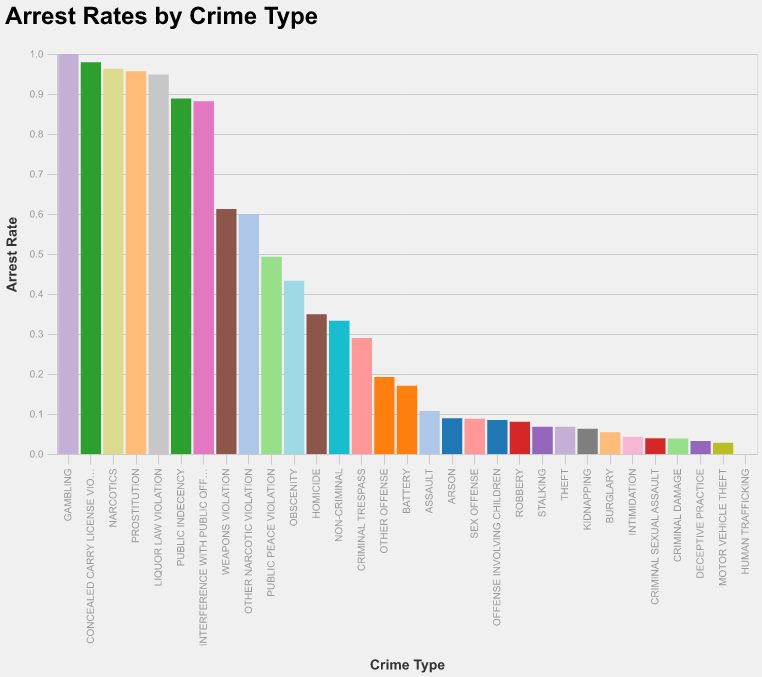 Arrest Rates by Crime Type
Arrest Rate
1.0
0.9
0.8
0.7
0.6
0.5
0.4
0.3
0.2
0.1
0.0
GAMBLING
CONCEALED CARRY LICENSE VIO...
NARCOTICS
PROSTITUTION
LIQUOR LAW VIOLATION
PUBLIC INDECENCY
INTERFERENCE WITH PUBLIC OFF...
WEAPONS VIOLATION
OTHER NARCOTIC VIOLATION
PUBLIC PEACE VIOLATION
OBSCENITY
HOMICIDE
NON-CRIMINAL
CRIMINAL TRESPASS
OTHER OFFENSE
BATTERY
ASSAULT
ARSON
SEX OFFENSE
OFFENSE INVOLVING CHILDREN
ROBBERY
STALKING
THEFT
KIDNAPPING
BURGLARY
INTIMIDATION
CRIMINAL SEXUAL ASSAULT
CRIMINAL DAMAGE
DECEPTIVE PRACTICE
MOTOR VEHICLE THEFT
HUMAN TRAFFICKING
Crime Type